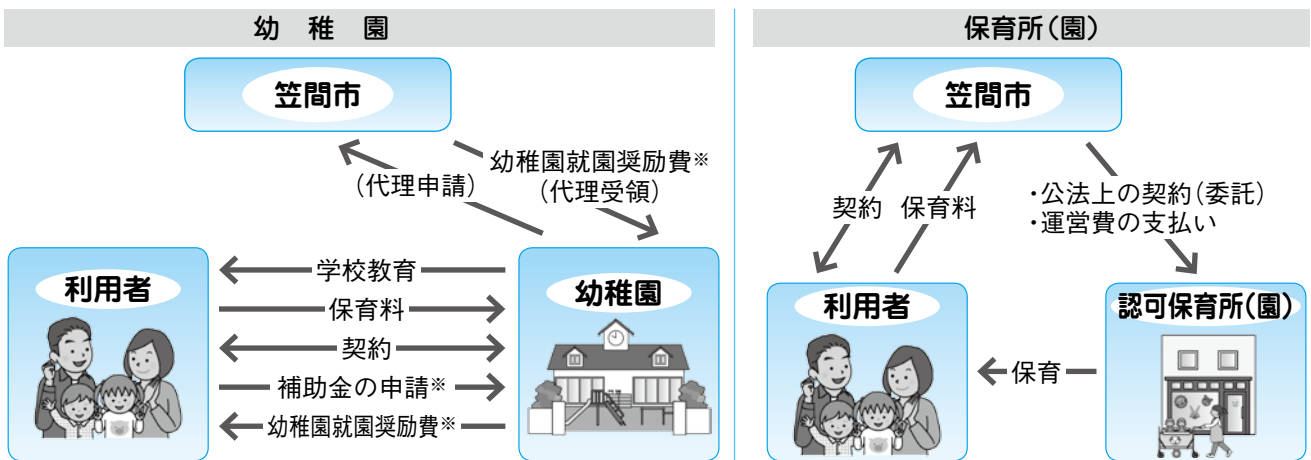 幼稚園
笠間市
(代理申請)
幼稚園就園奨励費※
(代理受領)
利用者
学校教育
保育料
契約
補助金の申請※
幼稚園就園奨励費※
幼稚園
保育所(園)
笠間市
契約
保育料
・公法上の契約(委託)
・運営費の支払い
利用者
保育
認可保育所(園)